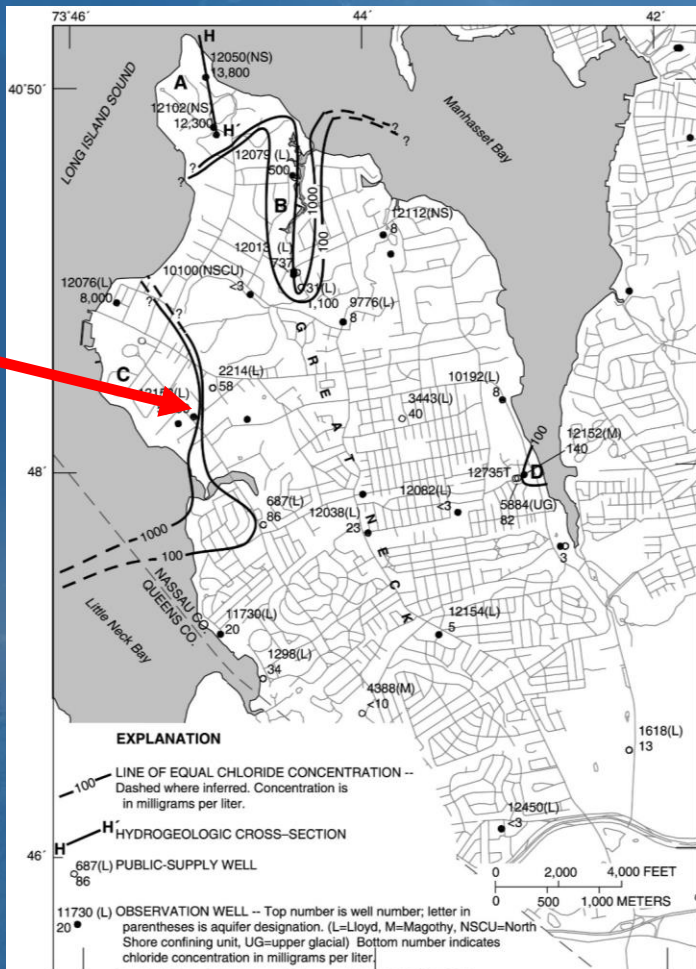 73°46´
44´
42´
H
12050(NS)
13,800
40°50´
A
12102(NS)
12,300
H´
LONG ISLAND SOUND
Manhasset Bay
?
?
?
?
12079 (L)
500
1000
100
B
12112(NS)
8
12013 (L)
737
10100(NSCU)
<3
31(L)
1,100
12076(L)
8,000
?
?
9776(L)
8
GREAT NECK
C
2214(L)
58
3443(L)
40
10192(L)
8
100
12152(M)
140
D
12735T
48´
5884(UG)
82
687(L)
86
12082(L)
<3
12038(L)
23
3
1000
100
NASSAU CO.
QUEENS CO.
Little Neck Bay
11730(L)
20
12154(L)
5
1298(L)
34
4388(M)
<10
1618(L)
13
12450(L)
<3
46´
EXPLANATION
100 LINE OF EQUAL CHLORIDE CONCENTRATION --
Dashed where inferred. Concentration is
in milligrams per liter.
H H´ HYDROGEOLOGIC CROSS–SECTION
687(L) PUBLIC-SUPPLY WELL
86
11730 (L) OBSERVATION WELL -- Top number is well number; letter in
20 parentheses is aquifer designation. (L=Lloyd, M=Magothy, NSCU=North
Shore confining unit, UG=upper glacial) Bottom number indicates
chloride concentration in milligrams per liter.
0 2,000 4,000 FEET
0 500 1,000 METERS